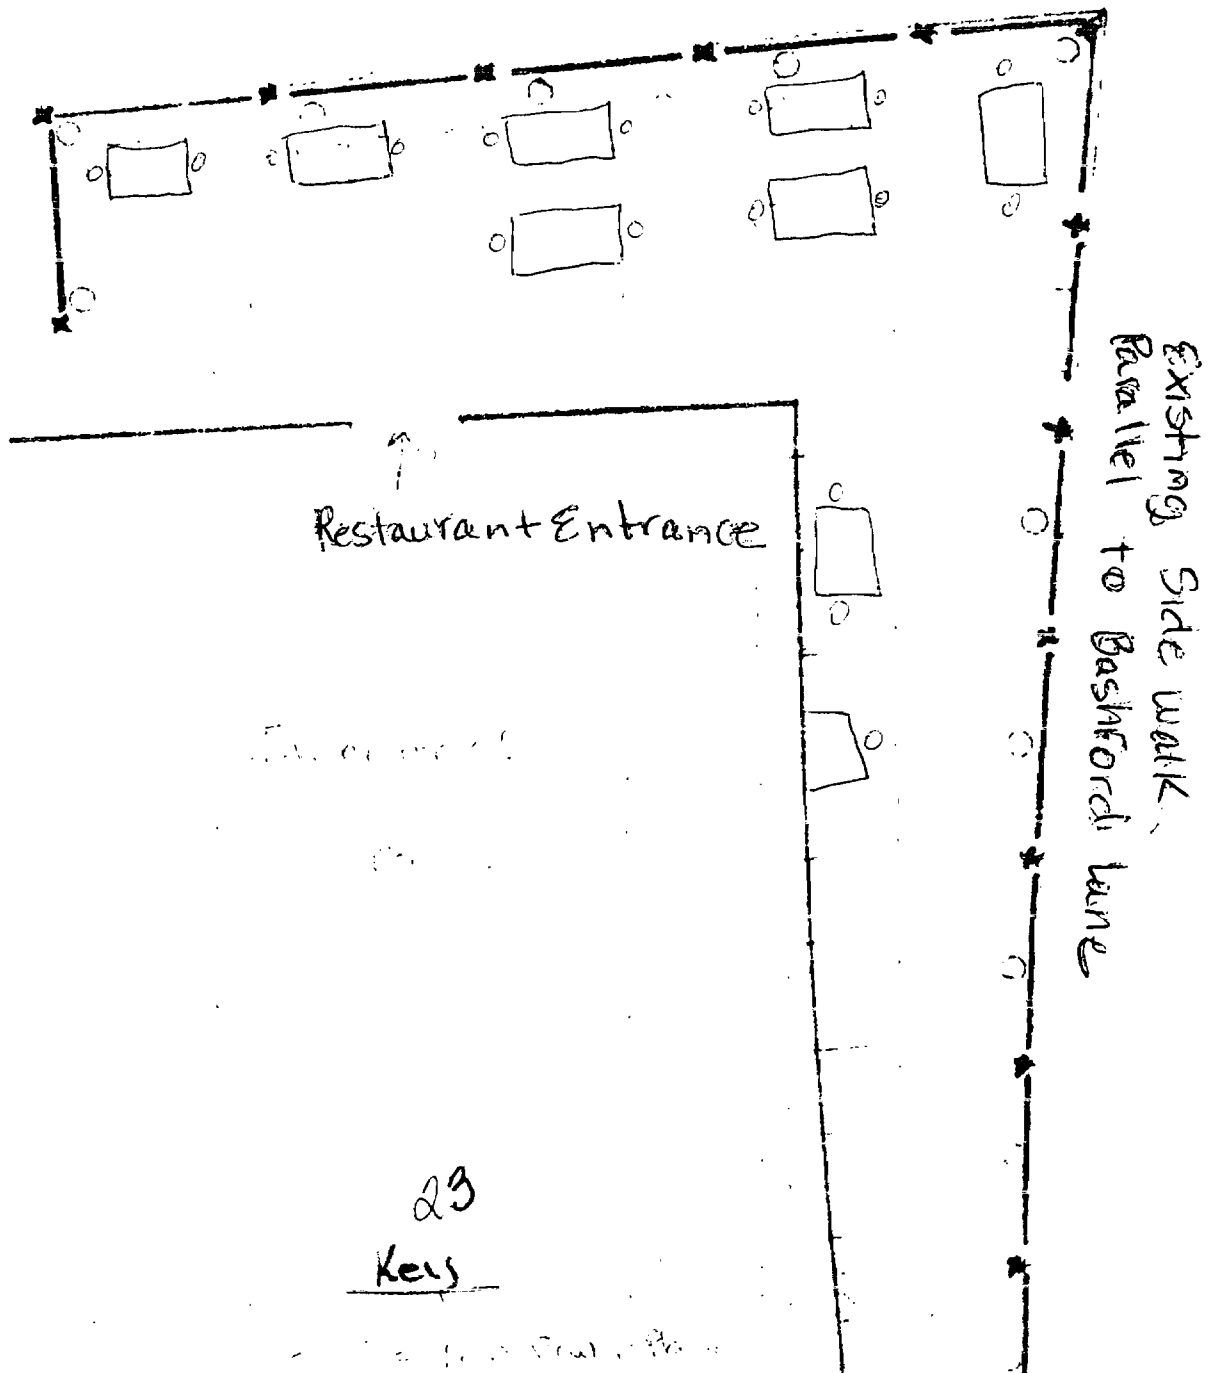 Existing Side walk
Parallel to Bashford Lane
Restaurant Entrance
23
Keys